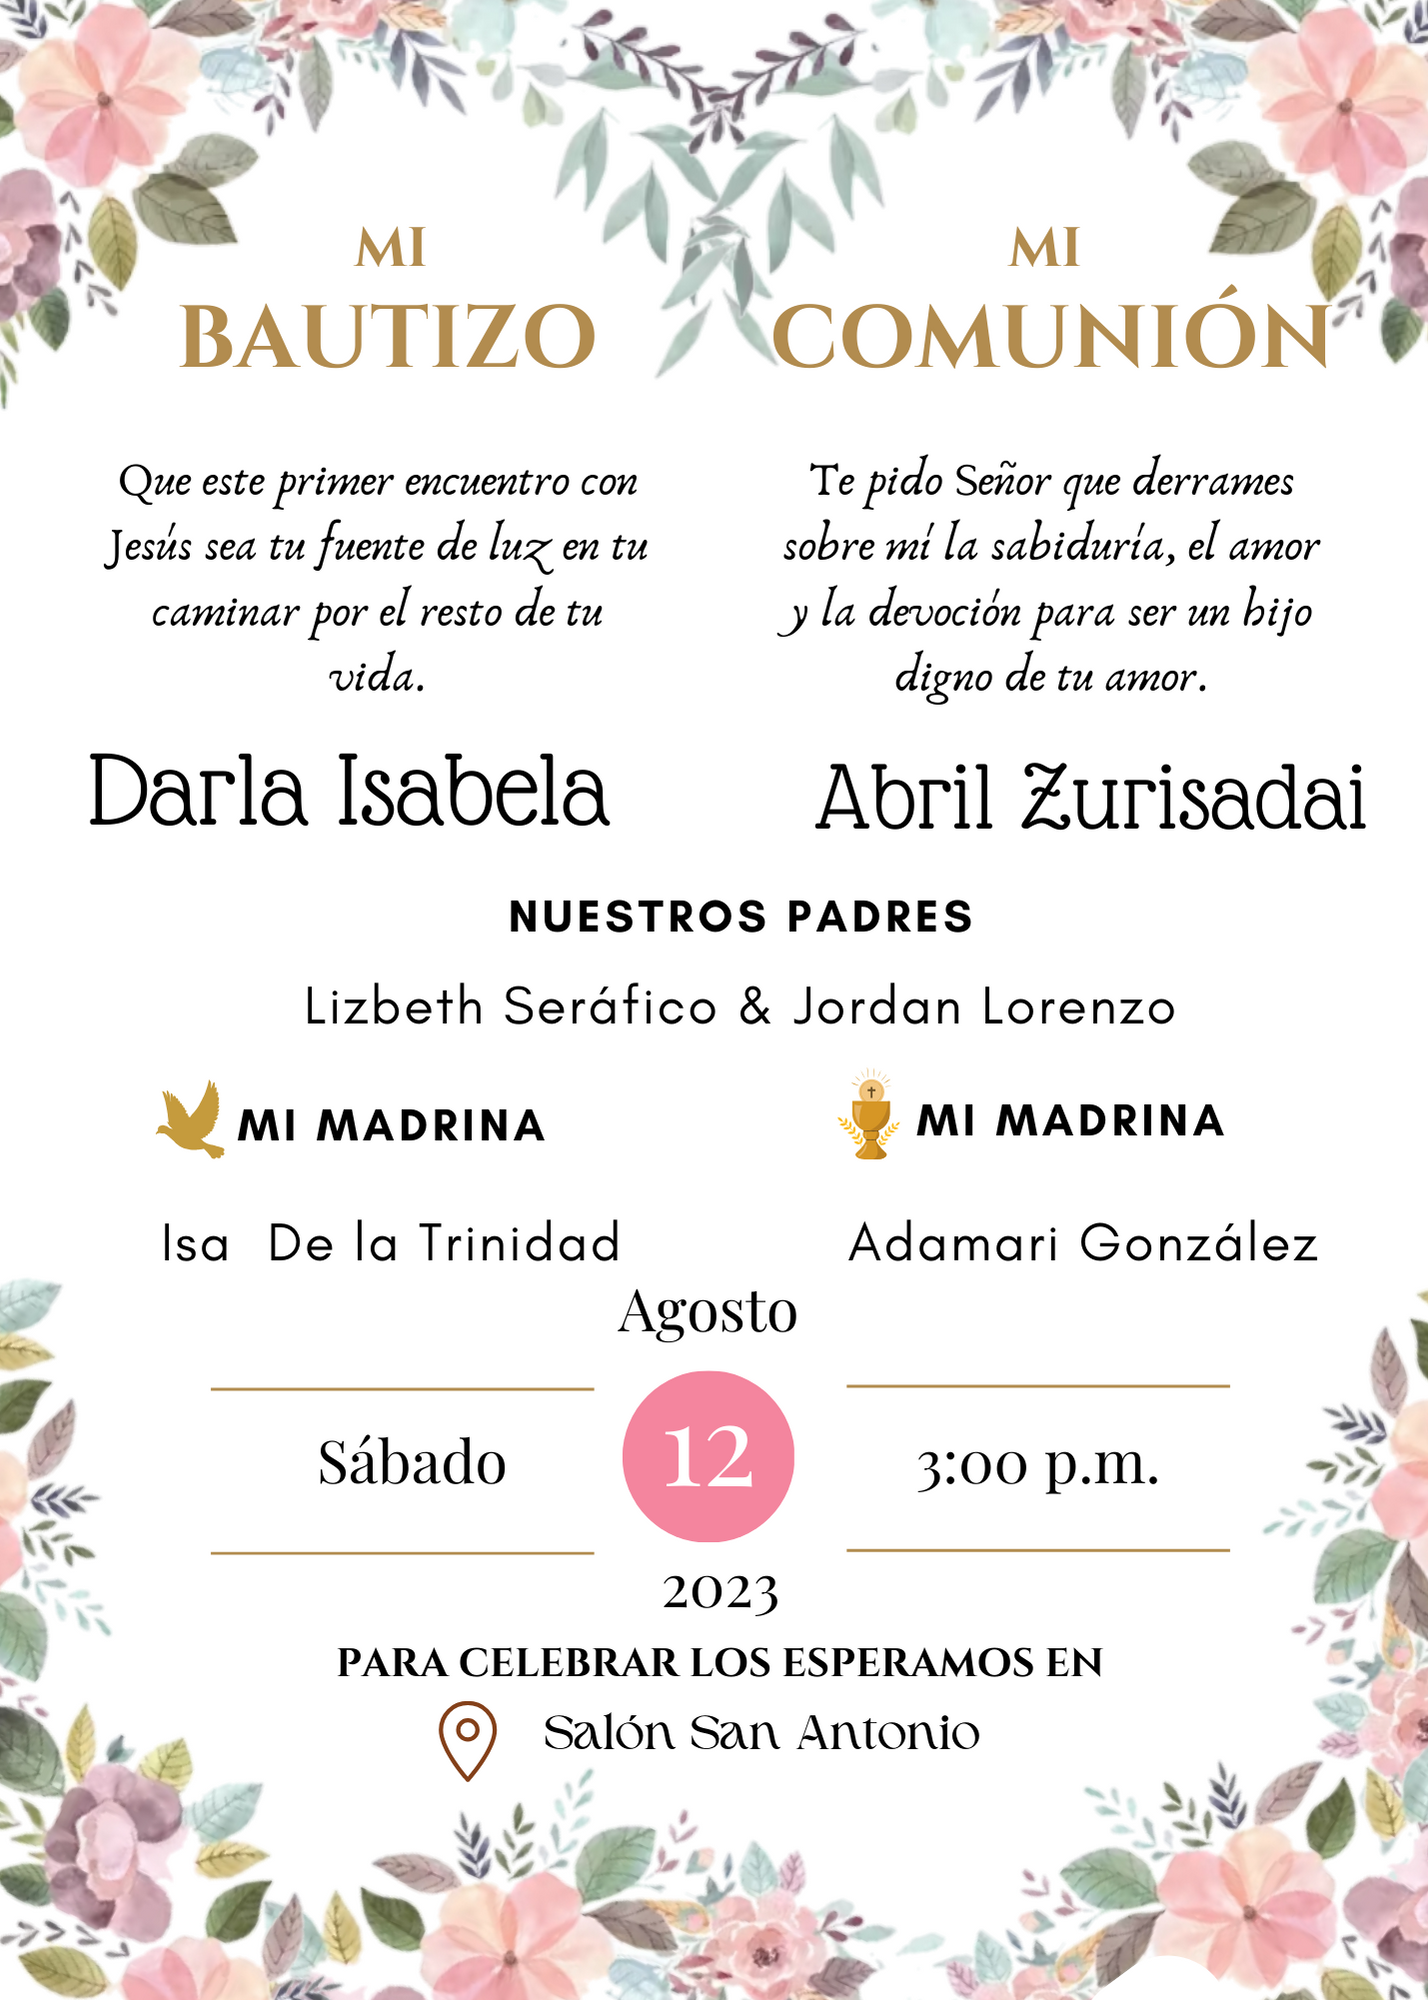 MI
BAUTIZO
Que este primer encuentro con
Jesús sea tu fuente de luz en tu
caminar por el resto de tu
vida.
Darla Isabela
MI
COMUNIÓN
Te pido Señor que derrames
sobre mí la sabiduría, el amor
y la devoción para ser un hijo
digno de tu amor.
Abril Zurisadai
NUESTROS PADRES
Lizbeth Seráfico & Jordan Lorenzo
MI MADRINA
Isa De la Trinidad
MI MADRINA
Adamari González
Agosto
Sábado
12
3:00 p.m.
2023
PARA CELEBRAR LOS ESPERAMOS EN
Salón San Antonio